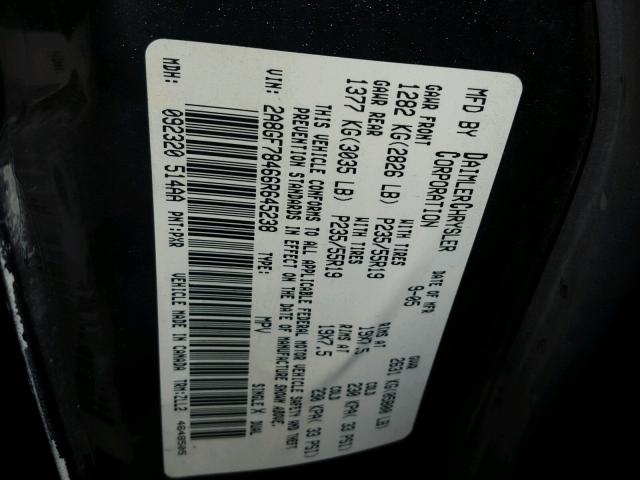 MFD BY DAIMLERCHRYSLER CORPORATION
DATE OF MFR 9-05
GVWR 2631 KG(05800 LB)
GAWR FRONT WITH TIRES RIMS AT COLD
1282 KG(2826 LB) P235/55R19 19X7.5 230 KPA( 33 PSI)
GAWR REAR WITH TIRES RIMS AT COLD
1377 KG(3035 LB) P235/55R19 19X7.5 230 KPA( 33 PSI)
THIS VEHICLE CONFORMS TO ALL APPLICABLE FEDERAL MOTOR VEHICLE SAFETY AND THEFT
PREVENTION STANDARDS IN EFFECT ON THE DATE OF MANUFACTURE SHOWN ABOVE.
VIN: 2A8GF78466R645238 TYPE: MPV SINGLE X DUAL
MDH: 092320 514AA PNT:PXR VEHICLE MADE IN CANADA TRM:ZLL2 4648505